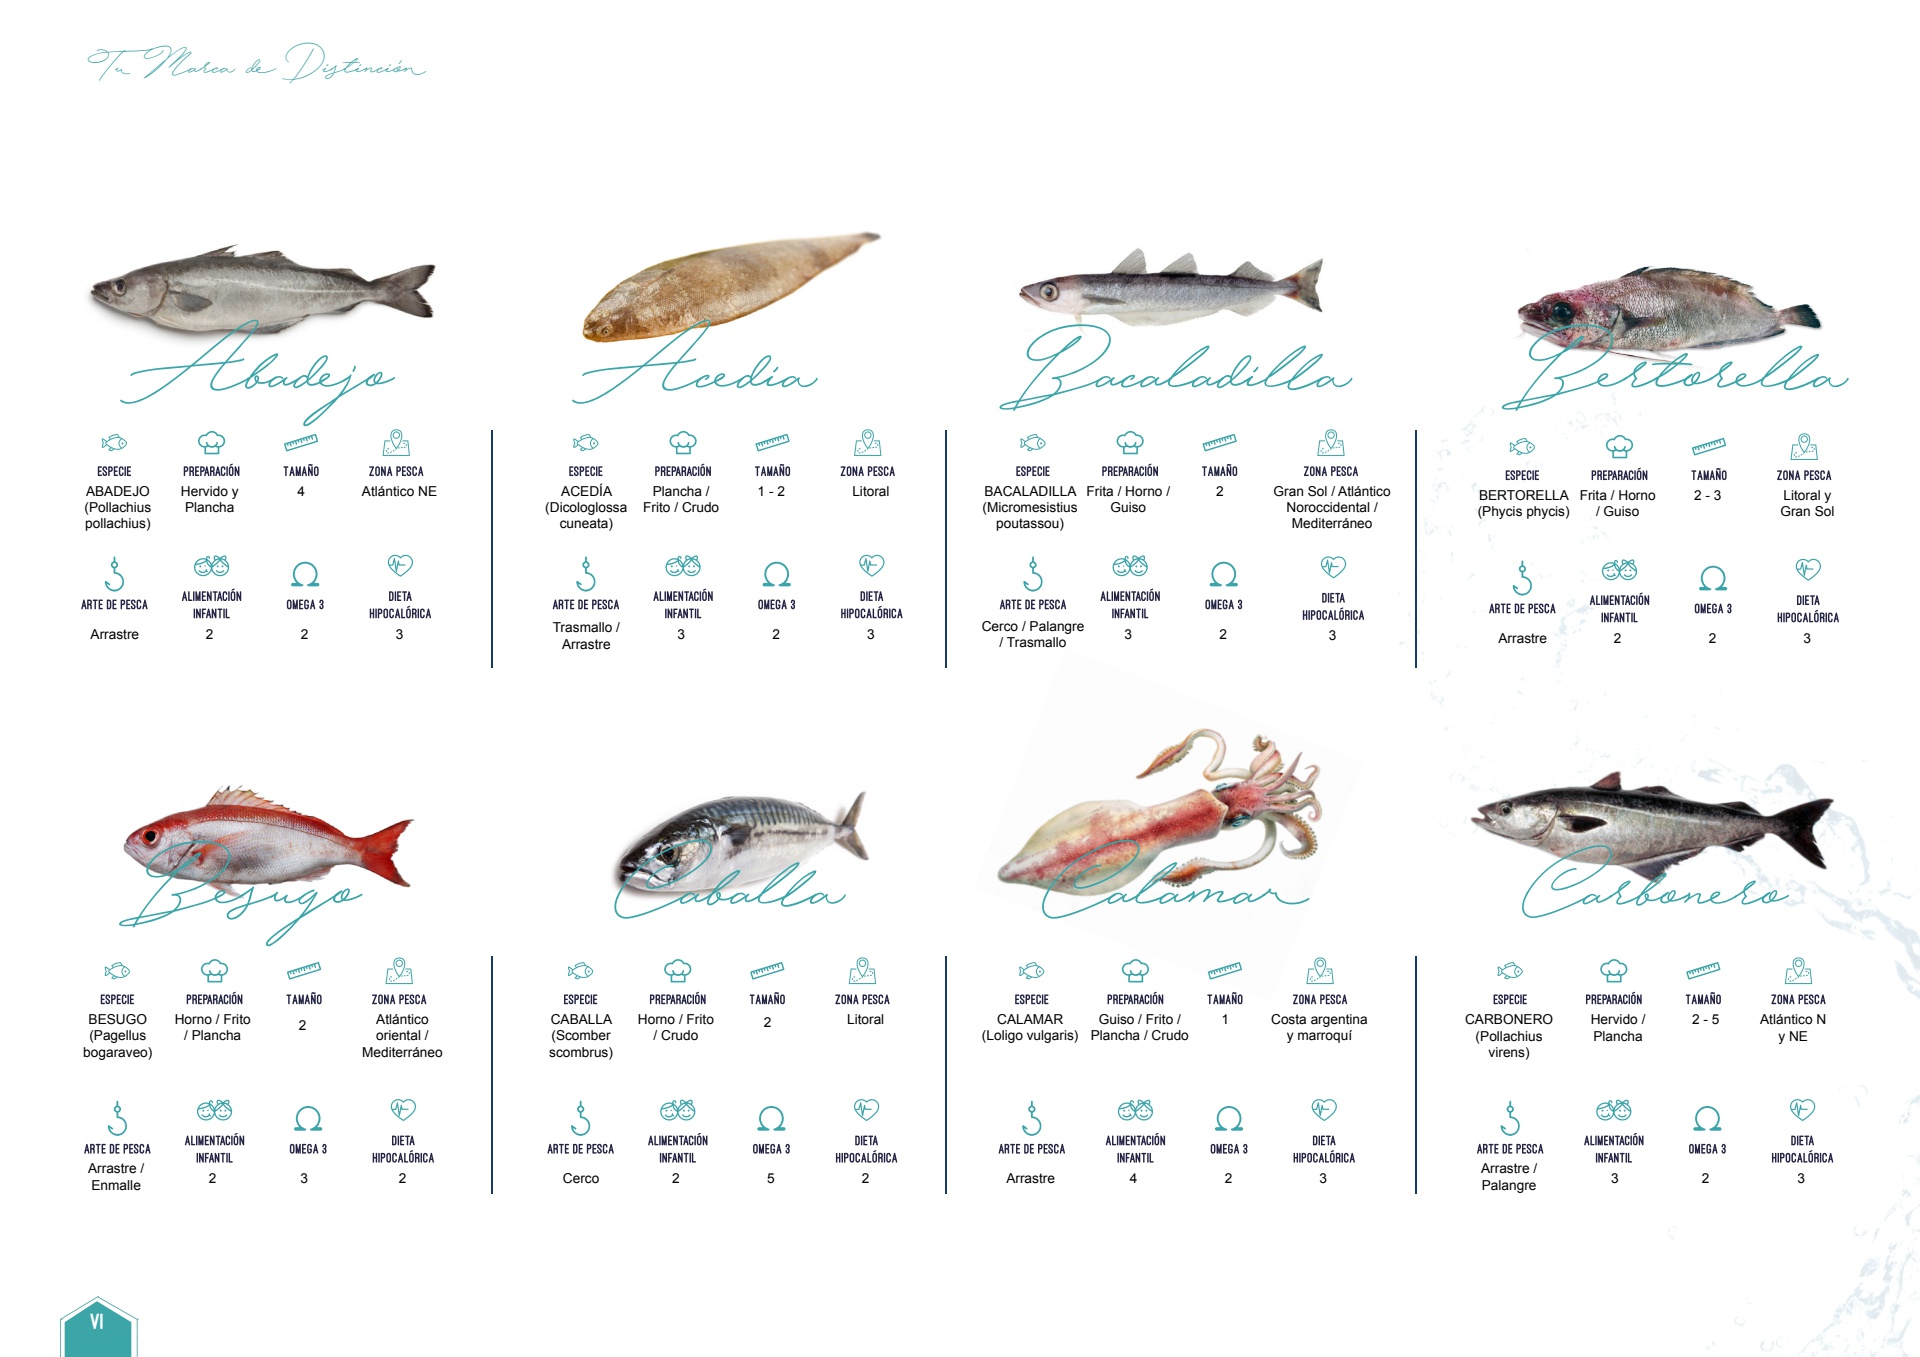 Tu Marca de Distinción
Abadejo
ESPECIE
ABADEJO
(Pollachius
pollachius)
PREPARACIÓN
Hervido y
Plancha
TAMAÑO
4
ZONA PESCA
Atlántico NE
ARTE DE PESCA
Arrastre
ALIMENTACIÓN
INFANTIL
2
OMEGA 3
2
DIETA
HIPOCALÓRICA
3
Acedía
ESPECIE
ACEDÍA
(Dicologlossa
cuneata)
PREPARACIÓN
Plancha /
Frito / Crudo
TAMAÑO
1 - 2
ZONA PESCA
Litoral
ARTE DE PESCA
Trasmallo /
Arrastre
ALIMENTACIÓN
INFANTIL
3
OMEGA 3
2
DIETA
HIPOCALÓRICA
3
Bacaladilla
ESPECIE
BACALADILLA
(Micromesistius
poutassou)
PREPARACIÓN
Frita / Horno /
Guiso
TAMAÑO
2
ZONA PESCA
Gran Sol / Atlántico
Noroccidental /
Mediterráneo
ARTE DE PESCA
Cerco / Palangre
/ Trasmallo
ALIMENTACIÓN
INFANTIL
3
OMEGA 3
2
DIETA
HIPOCALÓRICA
3
Bertorella
ESPECIE
BERTORELLA
(Phycis phycis)
PREPARACIÓN
Frita / Horno
/ Guiso
TAMAÑO
2 - 3
ZONA PESCA
Litoral y
Gran Sol
ARTE DE PESCA
Arrastre
ALIMENTACIÓN
INFANTIL
2
OMEGA 3
2
DIETA
HIPOCALÓRICA
3
Besugo
ESPECIE
BESUGO
(Pagellus
bogaraveo)
PREPARACIÓN
Horno / Frito
/ Plancha
TAMAÑO
2
ZONA PESCA
Atlántico
oriental /
Mediterráneo
ARTE DE PESCA
Arrastre /
Enmalle
ALIMENTACIÓN
INFANTIL
2
OMEGA 3
3
DIETA
HIPOCALÓRICA
2
Caballa
ESPECIE
CABALLA
(Scomber
scombrus)
PREPARACIÓN
Horno / Frito
/ Crudo
TAMAÑO
2
ZONA PESCA
Litoral
ARTE DE PESCA
Cerco
ALIMENTACIÓN
INFANTIL
2
OMEGA 3
5
DIETA
HIPOCALÓRICA
2
Calamar
ESPECIE
CALAMAR
(Loligo vulgaris)
PREPARACIÓN
Guiso / Frito /
Plancha / Crudo
TAMAÑO
1
ZONA PESCA
Costa argentina
y marroquí
ARTE DE PESCA
Arrastre
ALIMENTACIÓN
INFANTIL
4
OMEGA 3
2
DIETA
HIPOCALÓRICA
3
Carbonero
ESPECIE
CARBONERO
(Pollachius
virens)
PREPARACIÓN
Hervido /
Plancha
TAMAÑO
2 - 5
ZONA PESCA
Atlántico N
y NE
ARTE DE PESCA
Arrastre /
Palangre
ALIMENTACIÓN
INFANTIL
3
OMEGA 3
2
DIETA
HIPOCALÓRICA
3
VI